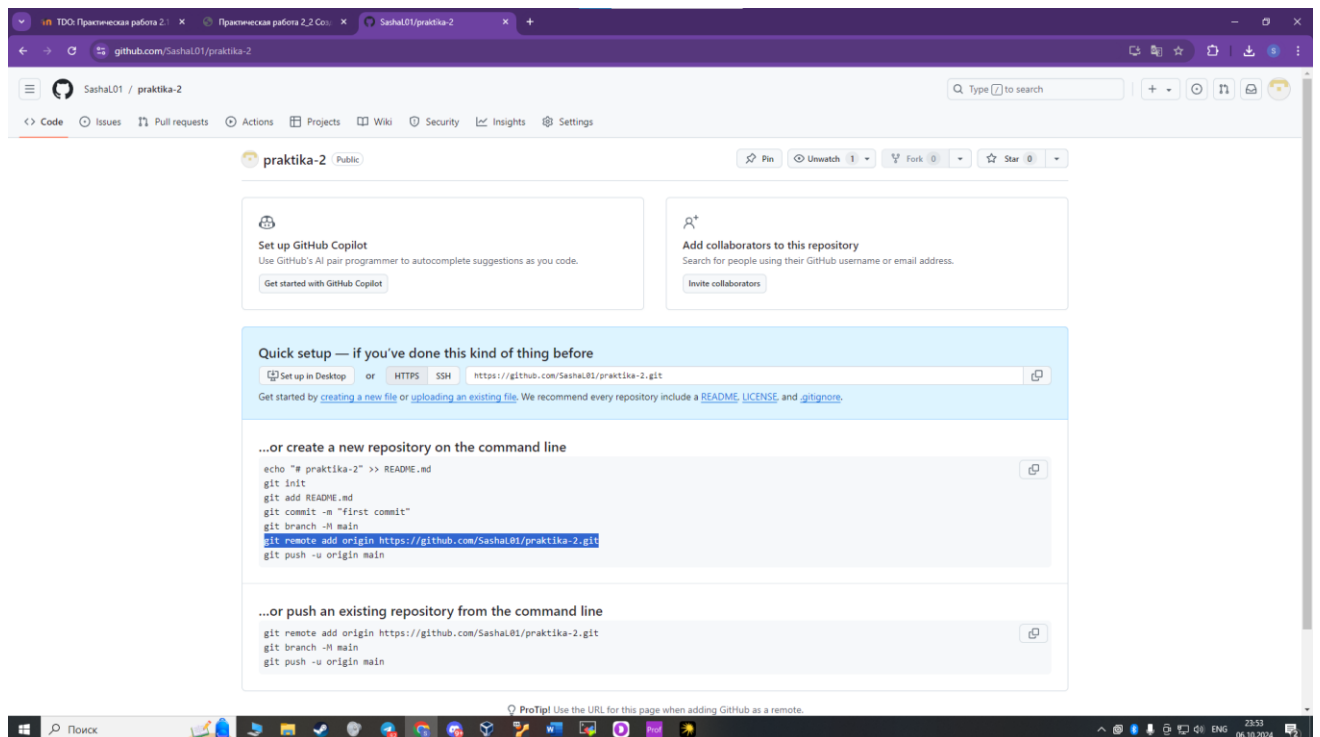 TDO: Практическая работа 2.1
Практическая работа 2_2 Соз
SashaL01/praktika-2
github.com/SashaL01/praktika-2
S
SashaL01 / praktika-2
Type / to search
Code
Issues
Pull requests
Actions
Projects
Wiki
Security
Insights
Settings
praktika-2 Public
Pin
Unwatch 1
Fork 0
Star 0
Set up GitHub Copilot
Use GitHub's AI pair programmer to autocomplete suggestions as you code.
Get started with GitHub Copilot
Add collaborators to this repository
Search for people using their GitHub username or email address.
Invite collaborators
Quick setup — if you've done this kind of thing before
Set up in Desktop or HTTPS SSH https://github.com/SashaL01/praktika-2.git
Get started by creating a new file or uploading an existing file. We recommend every repository include a README, LICENSE, and .gitignore.
...or create a new repository on the command line
echo "# praktika-2" >> README.md
git init
git add README.md
git commit -m "first commit"
git branch -M main
git remote add origin https://github.com/SashaL01/praktika-2.git
git push -u origin main
...or push an existing repository from the command line
git remote add origin https://github.com/SashaL01/praktika-2.git
git branch -M main
git push -u origin main
ProTip! Use the URL for this page when adding GitHub as a remote.
Поиск
Prof
ENG
23:53
06.10.2024
2